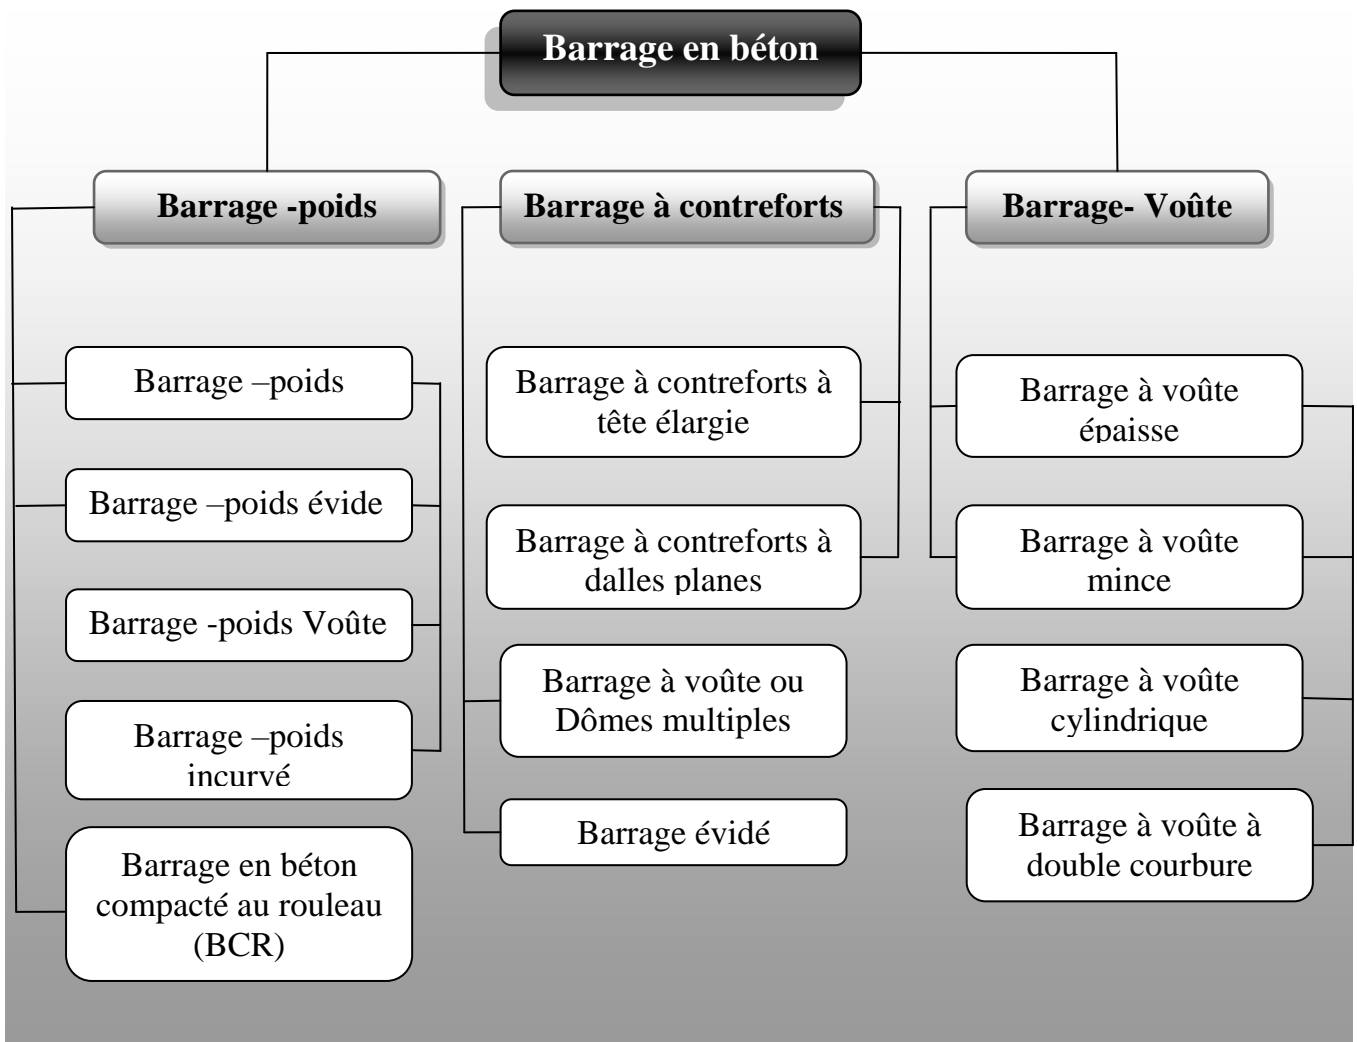 Barrage en béton
Barrage -poids
Barrage à contreforts
Barrage- Voûte
Barrage –poids
Barrage –poids évide
Barrage -poids Voûte
Barrage –poids
incurvé
Barrage en béton
compacté au rouleau
(BCR)
Barrage à contreforts à
tête élargie
Barrage à contreforts à
dalles planes
Barrage à voûte ou
Dômes multiples
Barrage évidé
Barrage à voûte
épaisse
Barrage à voûte
mince
Barrage à voûte
cylindrique
Barrage à voûte à
double courbure